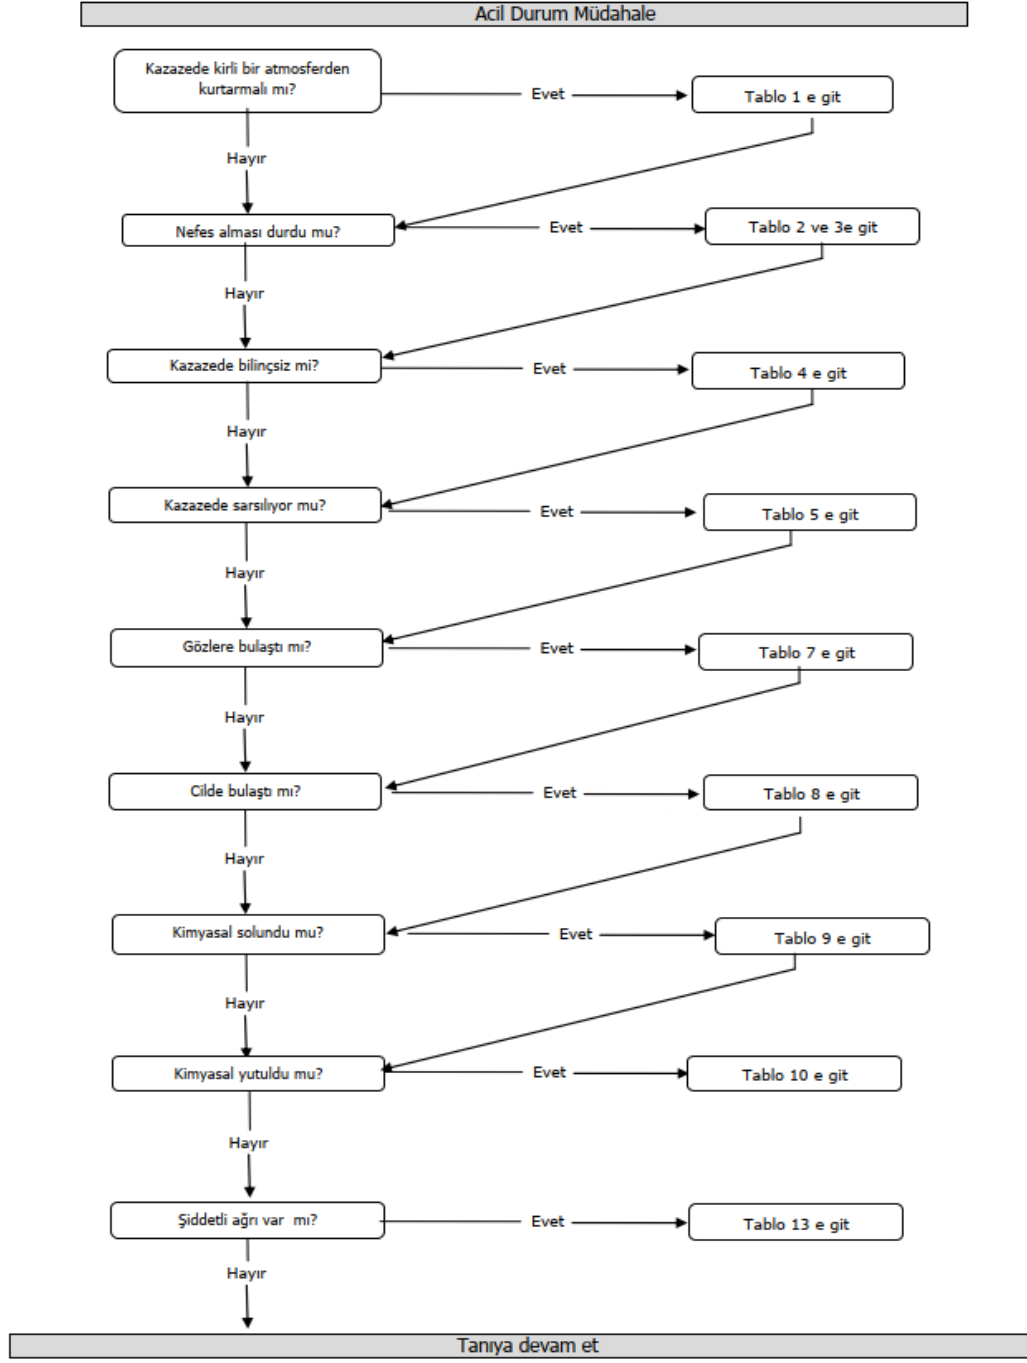 Acil Durum Müdahale
Kazazede kirli bir atmosferden
kurtarmalı mı?
Evet
Tablo 1 e git
Hayır
Nefes alması durdu mu?
Evet
Tablo 2 ve 3e git
Hayır
Kazazede bilinçsiz mi?
Evet
Tablo 4 e git
Hayır
Kazazede sarsılıyor mu?
Evet
Tablo 5 e git
Hayır
Gözlere bulaştı mı?
Evet
Tablo 7 e git
Hayır
Cilde bulaştı mı?
Evet
Tablo 8 e git
Hayır
Kimyasal solundu mu?
Evet
Tablo 9 e git
Hayır
Kimyasal yutuldu mu?
Evet
Tablo 10 e git
Hayır
Şiddetli ağrı var mı?
Evet
Tablo 13 e git
Hayır
Tanıya devam et